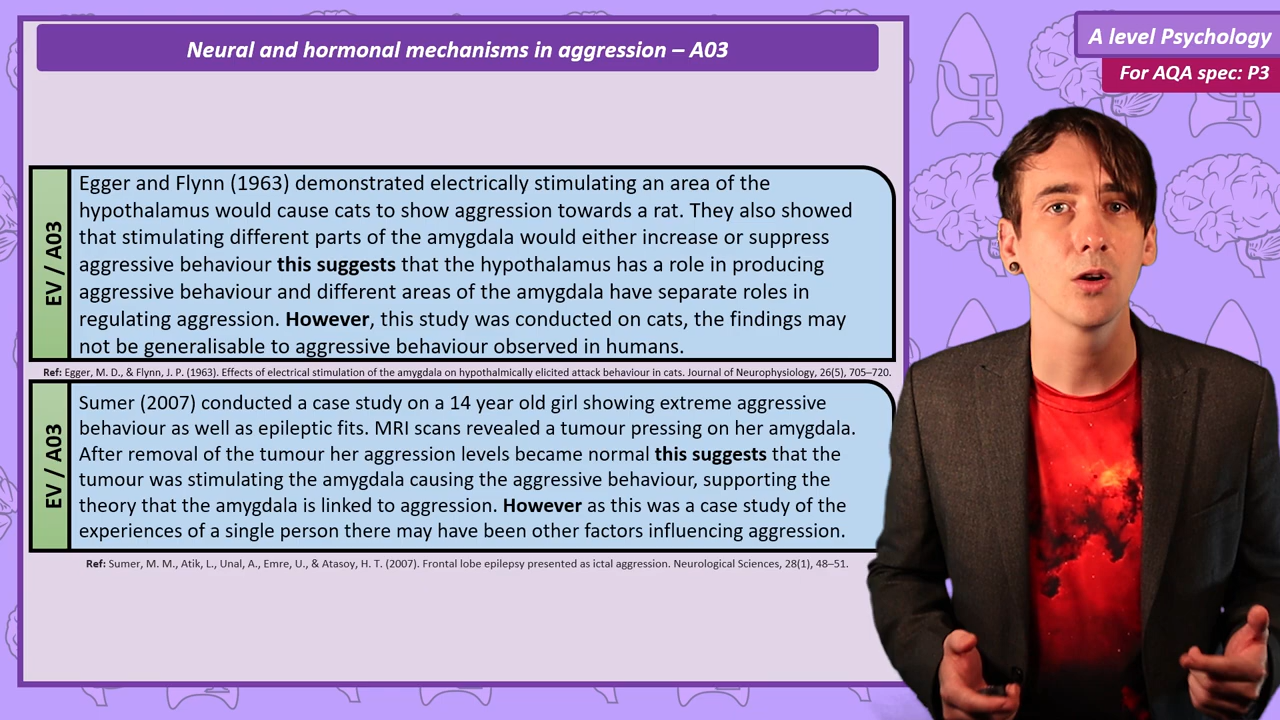 Neural and hormonal mechanisms in aggression – A03
A level Psychology
For AQA spec: P3
EV / A03
Egger and Flynn (1963) demonstrated electrically stimulating an area of the
hypothalamus would cause cats to show aggression towards a rat. They also showed
that stimulating different parts of the amygdala would either increase or suppress
aggressive behaviour this suggests that the hypothalamus has a role in producing
aggressive behaviour and different areas of the amygdala have separate roles in
regulating aggression. However, this study was conducted on cats, the findings may
not be generalisable to aggressive behaviour observed in humans.
Ref: Egger, M. D., & Flynn, J. P. (1963). Effects of electrical stimulation of the amygdala on hypothalmically elicited attack behaviour in cats. Journal of Neurophysiology, 26(5), 705–720.
EV / A03
Sumer (2007) conducted a case study on a 14 year old girl showing extreme aggressive
behaviour as well as epileptic fits. MRI scans revealed a tumour pressing on her amygdala.
After removal of the tumour her aggression levels became normal this suggests that the
tumour was stimulating the amygdala causing the aggressive behaviour, supporting the
theory that the amygdala is linked to aggression. However as this was a case study of the
experiences of a single person there may have been other factors influencing aggression.
Ref: Sumer, M. M., Atik, L., Unal, A., Emre, U., & Atasoy, H. T. (2007). Frontal lobe epilepsy presented as ictal aggression. Neurological Sciences, 28(1), 48–51.